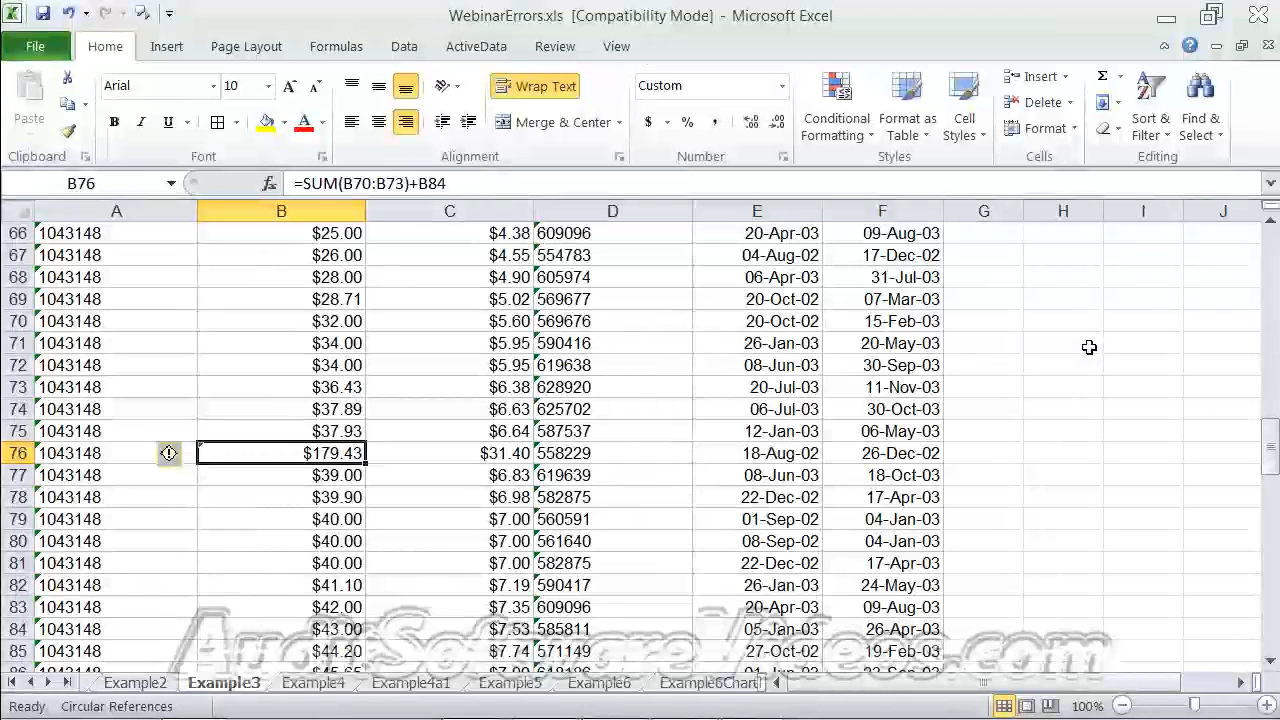 WebinarErrors.xls [Compatibility Mode] - Microsoft Excel
File Home Insert Page Layout Formulas Data ActiveData Review View
Paste
Arial 10
Wrap Text
Custom
Conditional Formatting
Format as Table
Cell Styles
Insert
Delete
Format
Sort & Filter
Find & Select
B I U A
Merge & Center
$ % ,
Clipboard Font Alignment Number Styles Cells Editing
B76 fx =SUM(B70:B73)+B84
A B C D E F G H I J
66 1043148 $25.00 $4.38 609096 20-Apr-03 09-Aug-03
67 1043148 $26.00 $4.55 554783 04-Aug-02 17-Dec-02
68 1043148 $28.00 $4.90 605974 06-Apr-03 31-Jul-03
69 1043148 $28.71 $5.02 569677 20-Oct-02 07-Mar-03
70 1043148 $32.00 $5.60 569676 20-Oct-02 15-Feb-03
71 1043148 $34.00 $5.95 590416 26-Jan-03 20-May-03
72 1043148 $34.00 $5.95 619638 08-Jun-03 30-Sep-03
73 1043148 $36.43 $6.38 628920 20-Jul-03 11-Nov-03
74 1043148 $37.89 $6.63 625702 06-Jul-03 30-Oct-03
75 1043148 $37.93 $6.64 587537 12-Jan-03 06-May-03
76 1043148 $179.43 $31.40 558229 18-Aug-02 26-Dec-02
77 1043148 $39.00 $6.83 619639 08-Jun-03 18-Oct-03
78 1043148 $39.90 $6.98 582875 22-Dec-02 17-Apr-03
79 1043148 $40.00 $7.00 560591 01-Sep-02 04-Jan-03
80 1043148 $40.00 $7.00 561640 08-Sep-02 04-Jan-03
81 1043148 $40.00 $7.00 582875 22-Dec-02 17-Apr-03
82 1043148 $41.10 $7.19 590417 26-Jan-03 24-May-03
83 1043148 $42.00 $7.35 609096 20-Apr-03 09-Aug-03
84 1043148 $43.00 $7.53 585811 05-Jan-03 26-Apr-03
85 1043148 $44.20 $7.74 571149 27-Oct-02 19-Feb-03
AuditSoftwareVideos.com
Example2 Example3 Example4 Example4a1 Example5 Example6 Example6Chart
Ready Circular References 100%